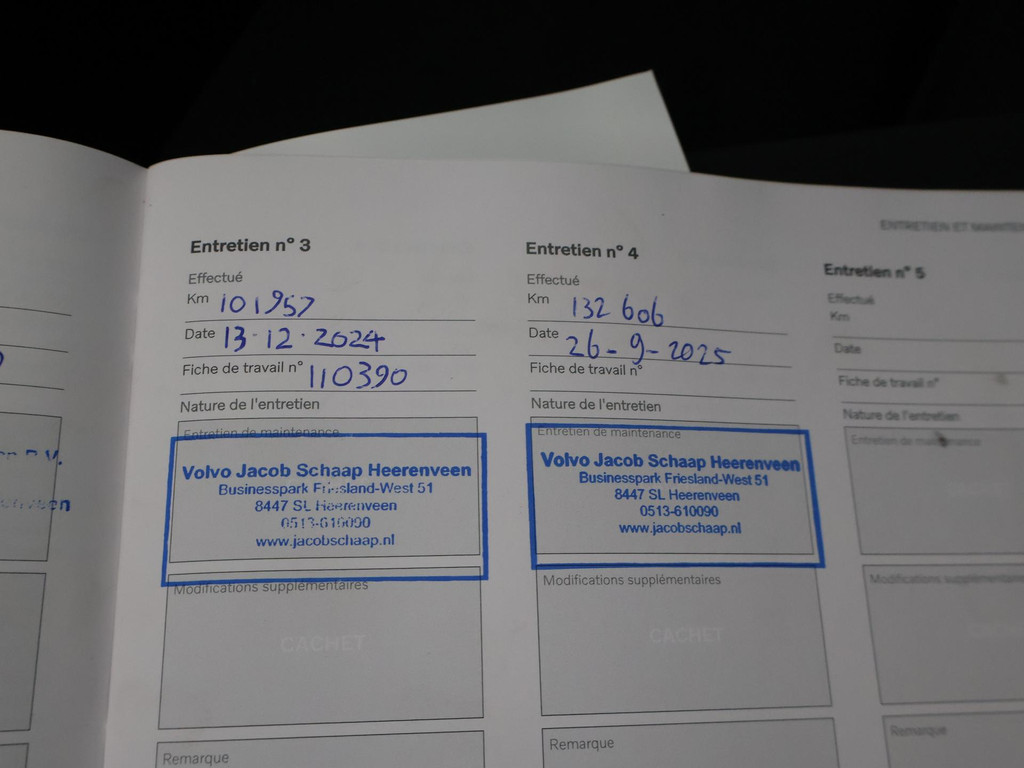 ENTRETIEN ET
Entretien n° 3
Effectué
Km 101957
Date 13-12-2024
Fiche de travail n° 110390
Nature de l'entretien
Entretien de maintenance
Volvo Jacob Schaap Heerenveen
Businesspark Friesland-West 51
8447 SL Heerenveen
0513-610090
www.jacobschaap.nl
Modifications supplémentaires
CACHET
Remarque
Entretien n° 4
Effectué
Km 132 606
Date 26-9-2025
Fiche de travail n°
Nature de l'entretien
Entretien de maintenance
Volvo Jacob Schaap Heerenveen
Businesspark Friesland-West 51
8447 SL Heerenveen
0513-610090
www.jacobschaap.nl
Modifications supplémentaires
CACHET
Remarque
Entretien n° 5
Effectué
Km
Date
Fiche de travail n°
Nature de l'entretien
Entretien de maintenance
Modifications supplémentaires
Remarque